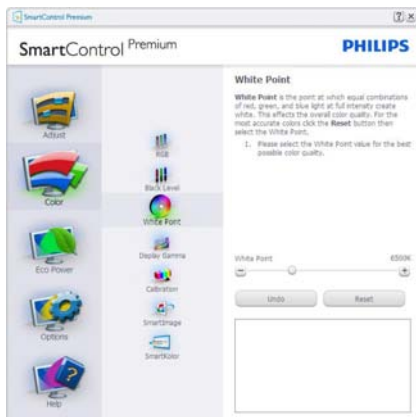 SmartControl Premium
SmartControl Premium
PHILIPS
Adjust
Color
Eco Power
Options
Help
RGB
Black Level
White Point
Display Gamma
Calibration
SmartImage
SmartKolor
White Point
White Point is the point at which equal combinations
of red, green, and blue light at full intensity create
white. This effects the overall color quality. For the
most accurate colors click the Reset button then
select the White Point.
1. Please select the White Point value for the best
possible color quality.
White Point 6500K
Undo Reset